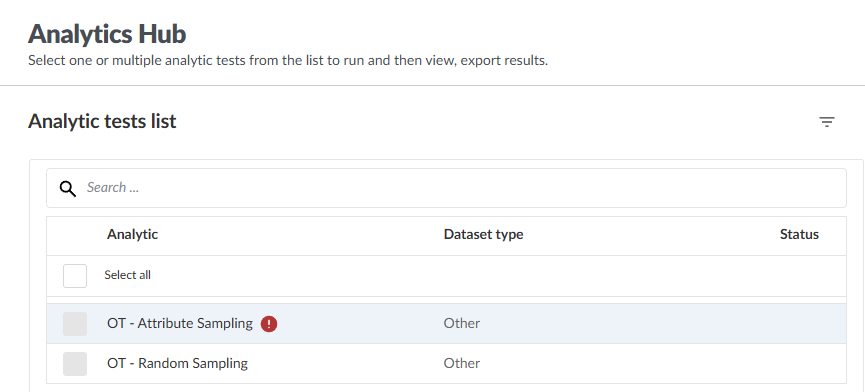 Analytics Hub
Select one or multiple analytic tests from the list to run and then view, export results.
Analytic tests list
Search ...
Analytic Dataset type Status
Select all
OT - Attribute Sampling ! Other
OT - Random Sampling Other